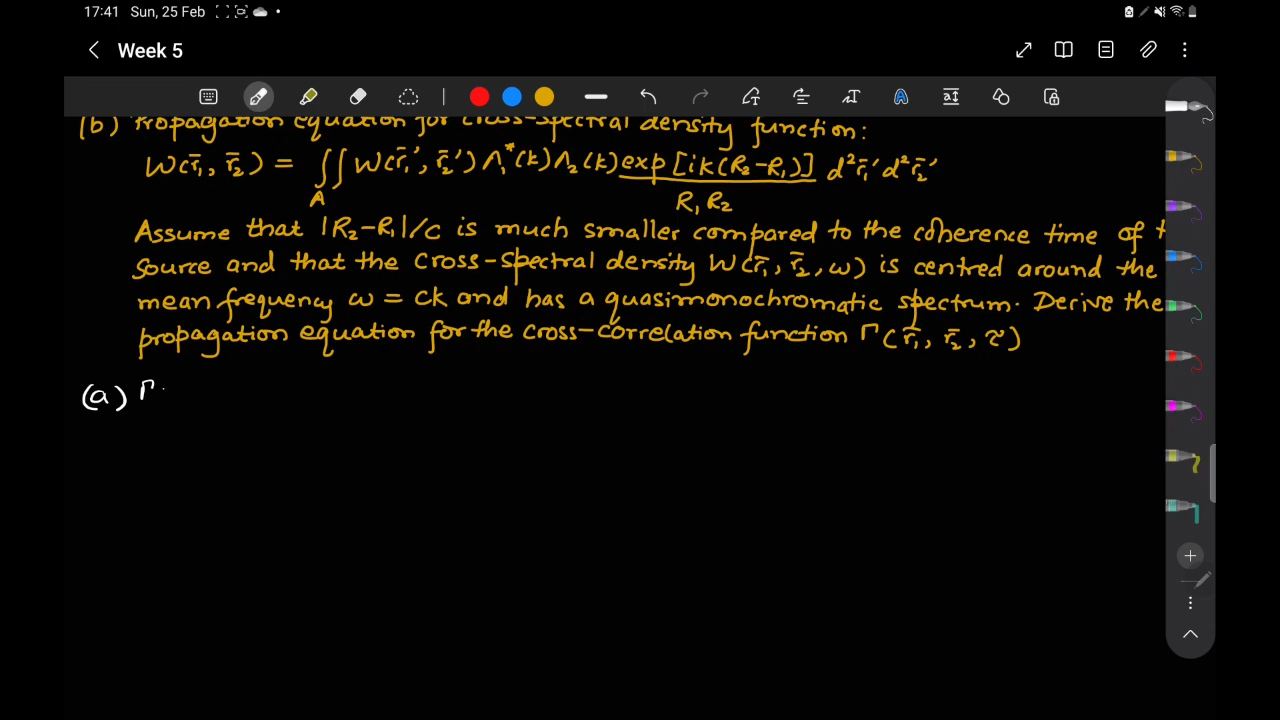 17:41 Sun, 25 Feb
Week 5
(b) Propagation equation for cross-spectral density function:
W(r̄₁, r̄₂) = ∬ W(r̄₁′, r̄₂′) Λ₁*(k) Λ₂(k) exp[ik(R₂-R₁)] d²r̄₁′ d²r̄₂′
A R₁ R₂
Assume that |R₂-R₁|/c is much smaller compared to the coherence time of t
source and that the cross-spectral density W(r̄₁, r̄₂, ω) is centred around the
mean frequency ω = ck and has a quasimonochromatic spectrum. Derive the
propagation equation for the cross-correlation function Γ(r̄₁, r̄₂, τ)
(a) Γ